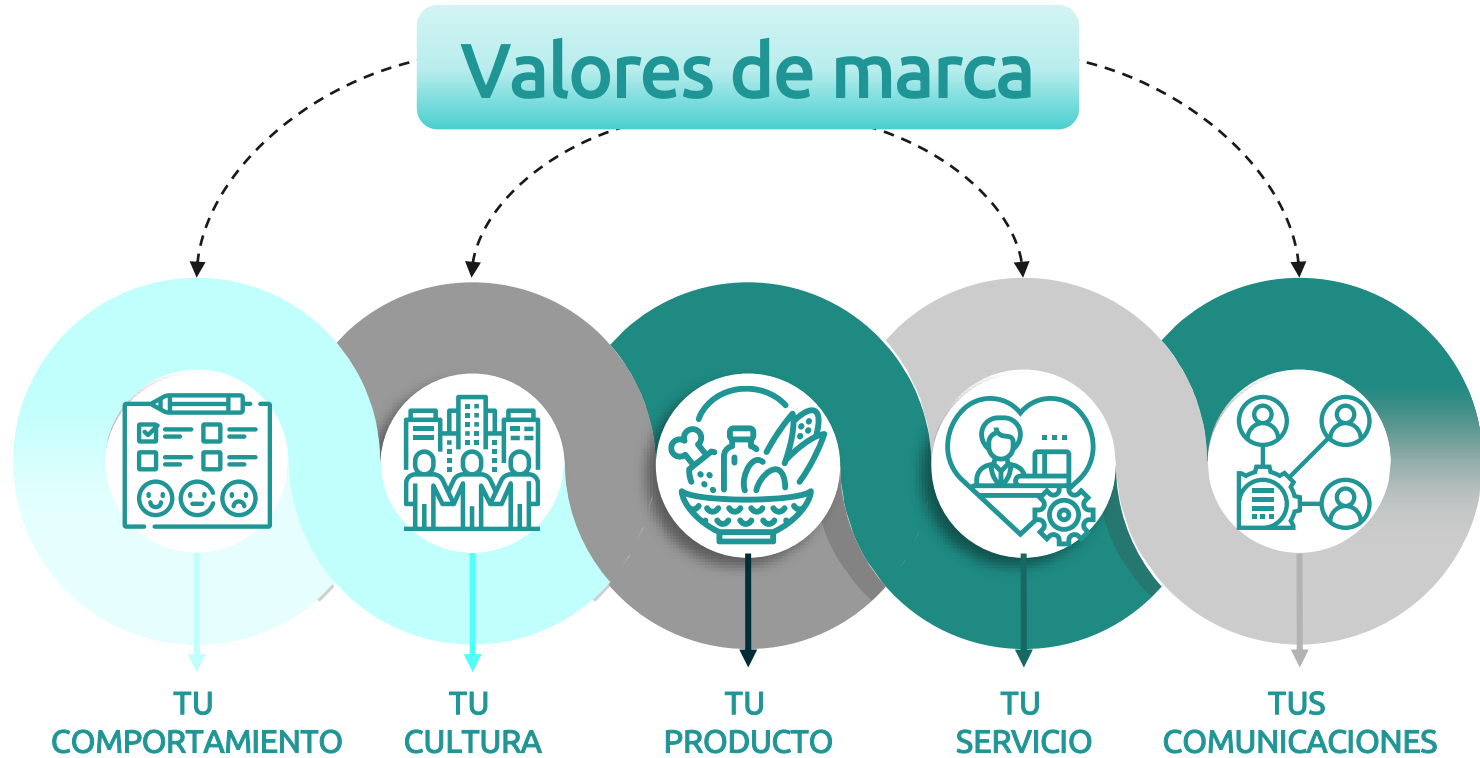 Valores de marca
TU
COMPORTAMIENTO
TU
CULTURA
TU
PRODUCTO
TU
SERVICIO
TUS
COMUNICACIONES